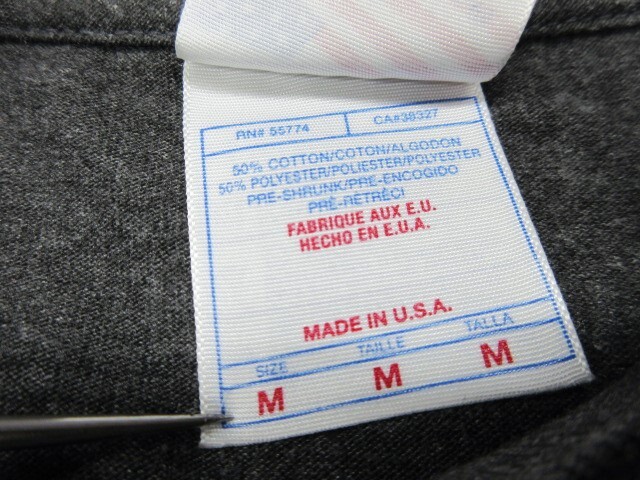 RN# 55774 CA#38327
50% COTTON/COTON/ALGODON
50% POLYESTER/POLIESTER/POLYESTER
PRE-SHRUNK/PRE-ENCOGIDO
PRÉ-RÉTRÉCI
FABRIQUE AUX E.U.
HECHO EN E.U.A.
MADE IN U.S.A.
SIZE TAILLE TALLA
M M M